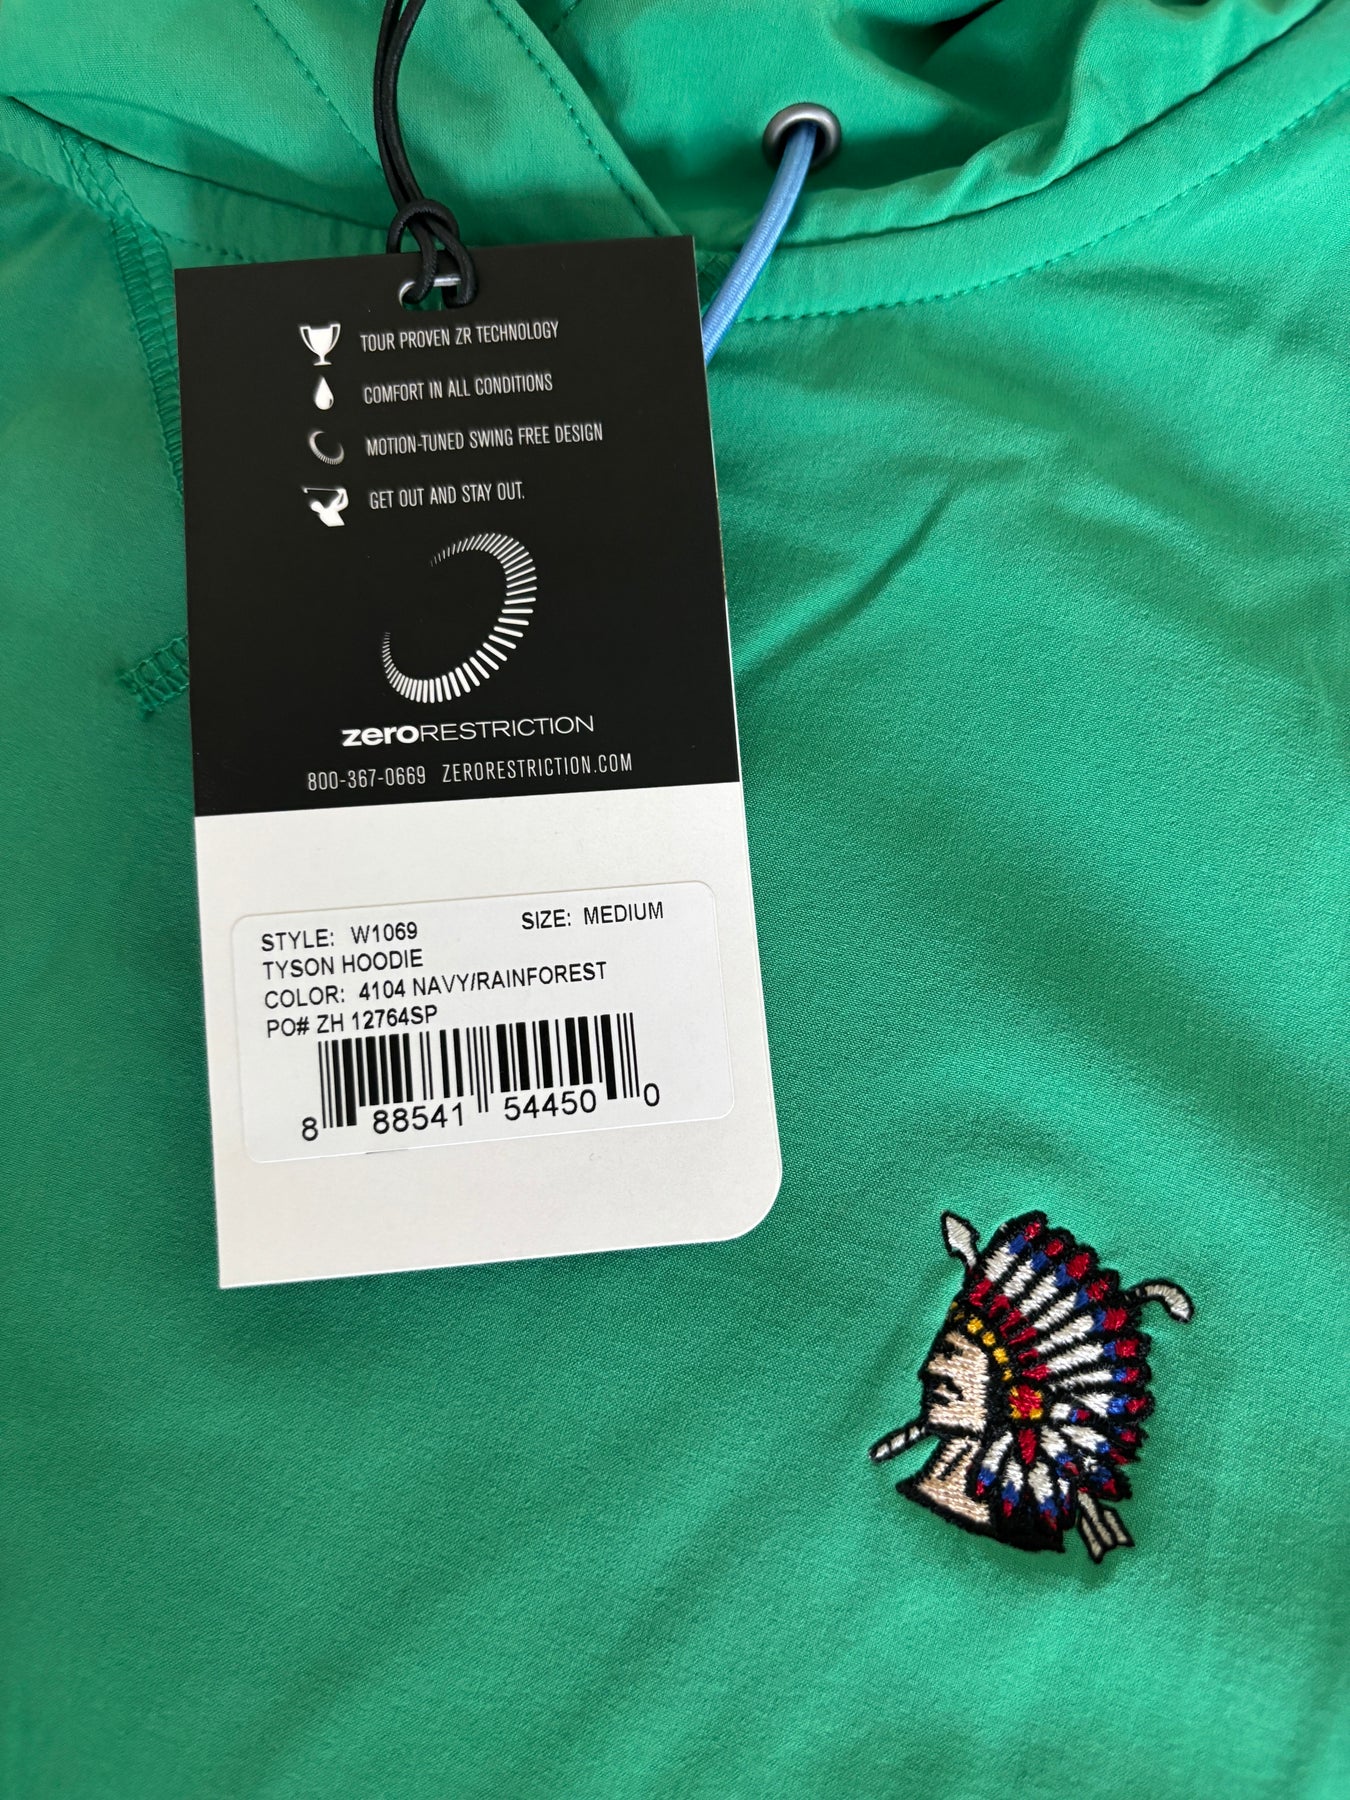 TOUR PROVEN ZR TECHNOLOGY
COMFORT IN ALL CONDITIONS
MOTION-TUNED SWING FREE DESIGN
GET OUT AND STAY OUT.
zeroRESTRICTION
800-367-0669 ZERORESTRICTION.COM
STYLE: W1069 SIZE: MEDIUM
TYSON HOODIE
COLOR: 4104 NAVY/RAINFOREST
PO# ZH 12764SP
8 88541 54450 0